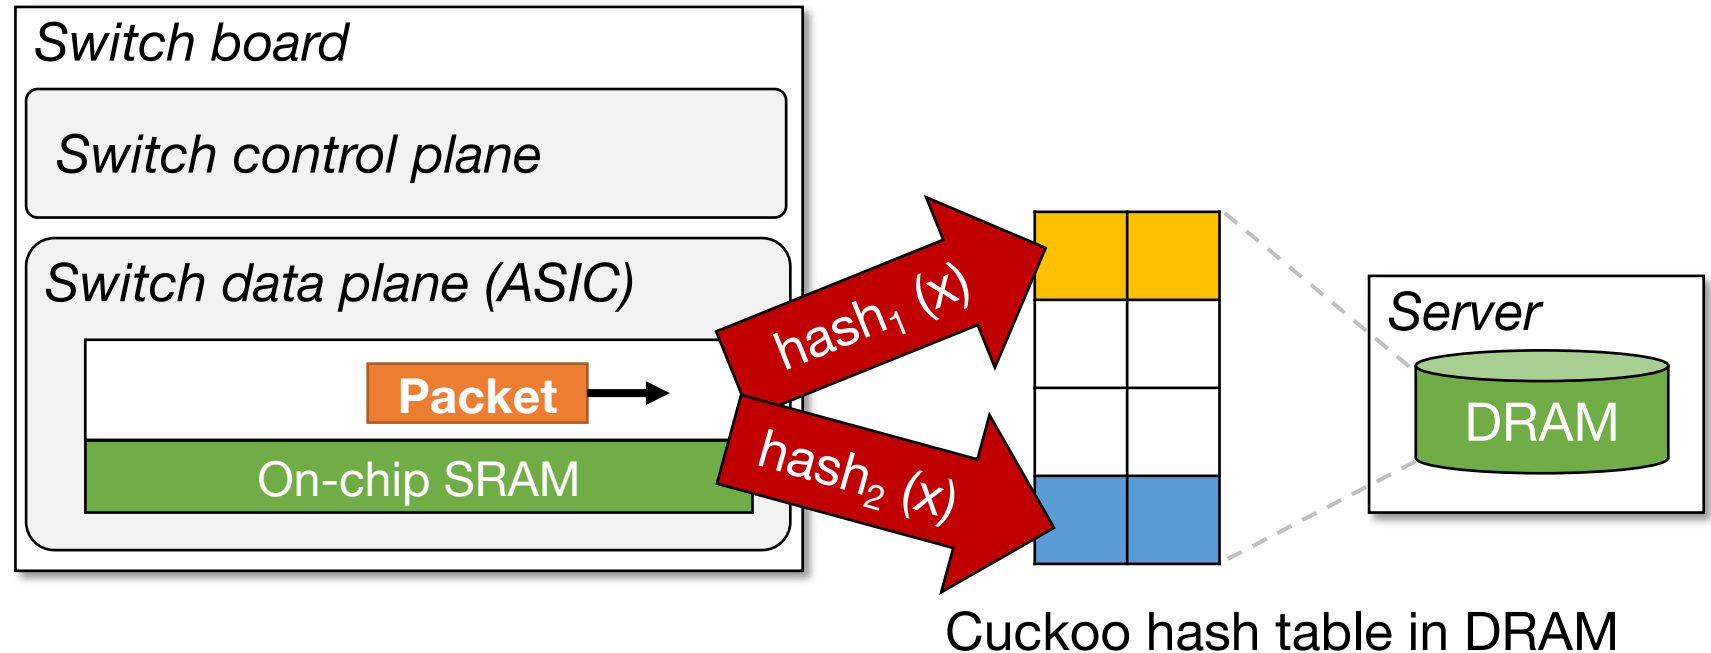 Switch board
Switch control plane
Switch data plane (ASIC)
Packet
On-chip SRAM
hash₁ (x)
hash₂ (x)
Server
DRAM
Cuckoo hash table in DRAM